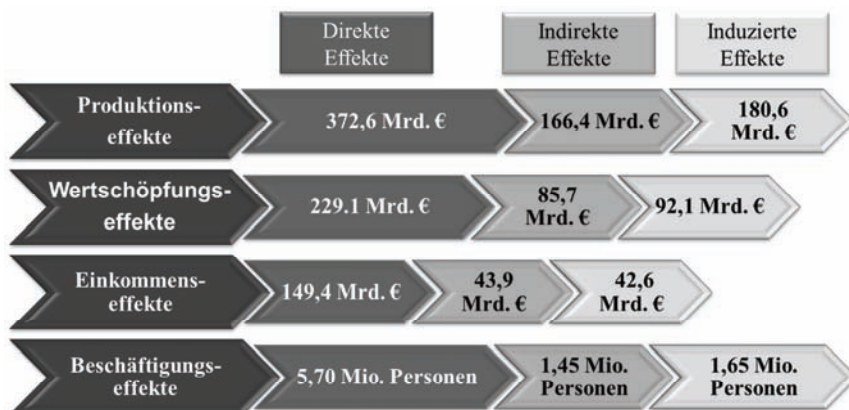 Direkte
Effekte
Indirekte
Effekte
Induzierte
Effekte
Produktions-
effekte
372,6 Mrd. €
166,4 Mrd. €
180,6
Mrd. €
Wertschöpfungs-
effekte
229.1 Mrd. €
85,7
Mrd. €
92,1 Mrd. €
Einkommens-
effekte
149,4 Mrd. €
43,9
Mrd. €
42,6
Mrd. €
Beschäftigungs-
effekte
5,70 Mio. Personen
1,45 Mio.
Personen
1,65 Mio.
Personen